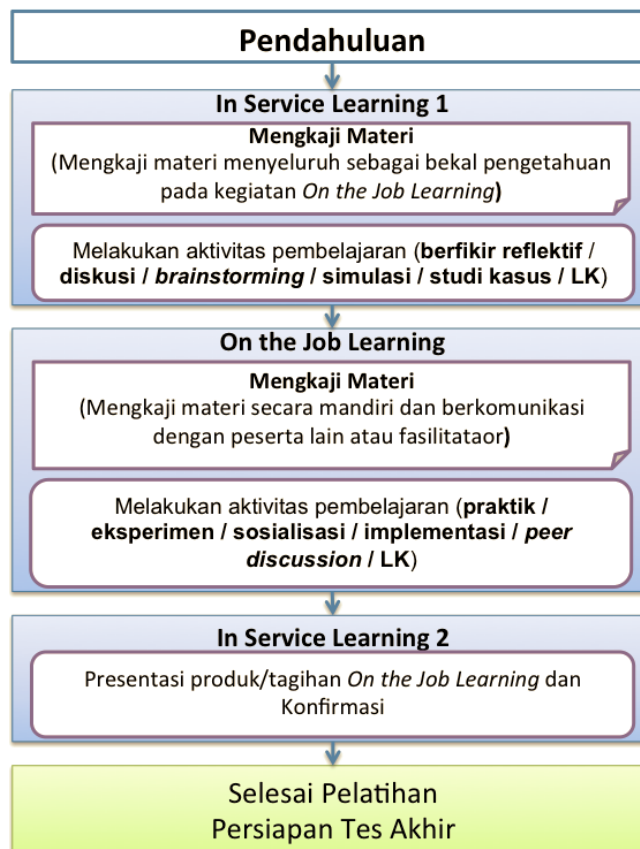 Pendahuluan
In Service Learning 1
Mengkaji Materi
(Mengkaji materi menyeluruh sebagai bekal pengetahuan
pada kegiatan On the Job Learning)
Melakukan aktivitas pembelajaran (berfikir reflektif /
diskusi / brainstorming / simulasi / studi kasus / LK)
On the Job Learning
Mengkaji Materi
(Mengkaji materi secara mandiri dan berkomunikasi
dengan peserta lain atau fasilitataor)
Melakukan aktivitas pembelajaran (praktik /
eksperimen / sosialisasi / implementasi / peer
discussion / LK)
In Service Learning 2
Presentasi produk/tagihan On the Job Learning dan
Konfirmasi
Selesai Pelatihan
Persiapan Tes Akhir